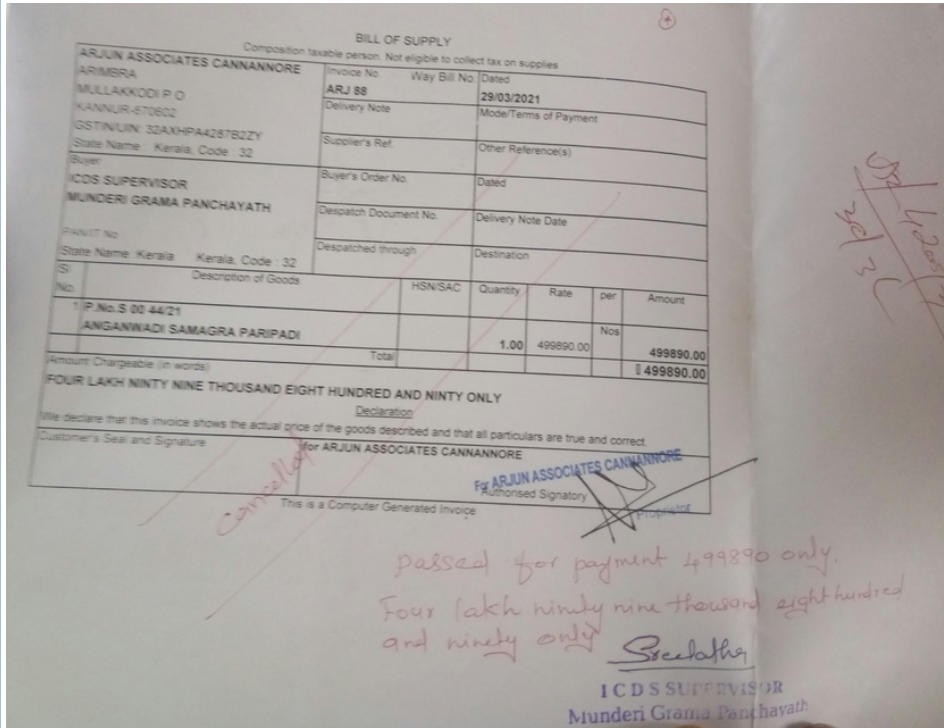 BILL OF SUPPLY
Composition taxable person. Not eligible to collect tax on supplies
ARJUN ASSOCIATES CANNANNORE
ARIMBRA
MULLAKKODI P O
KANNUR-670602
GSTIN/UIN: 32AXHPA4287B2ZY
State Name : Kerala, Code : 32
Invoice No. Way Bill No.
ARJ 88
Dated
29/03/2021
Delivery Note
Mode/Terms of Payment
Supplier's Ref.
Other Reference(s)
Buyer
ICDS SUPERVISOR
MUNDERI GRAMA PANCHAYATH
PAN/IT No
State Name :Kerala Kerala, Code : 32
Buyer's Order No.
Dated
Despatch Document No.
Delivery Note Date
Despatched through
Destination
Sl No. Description of Goods HSN/SAC Quantity Rate per Amount
1 P.No.S 00 44/21
ANGANWADI SAMAGRA PARIPADI 1.00 499890.00 Nos 499890.00
Total 499890.00
Amount Chargeable (in words)
FOUR LAKH NINTY NINE THOUSAND EIGHT HUNDRED AND NINTY ONLY
Declaration
We declare that this invoice shows the actual price of the goods described and that all particulars are true and correct.
Customer's Seal and Signature
for ARJUN ASSOCIATES CANNANNORE
For ARJUN ASSOCIATES CANNANNORE
Authorised Signatory
Proprietor
This is a Computer Generated Invoice
Cancelled
passed for payment 499890 only.
Four lakh ninety nine thousand eight hundred
and ninety only
Sreelatha
ICDS SUPERVISOR
Munderi Grama Panchayath